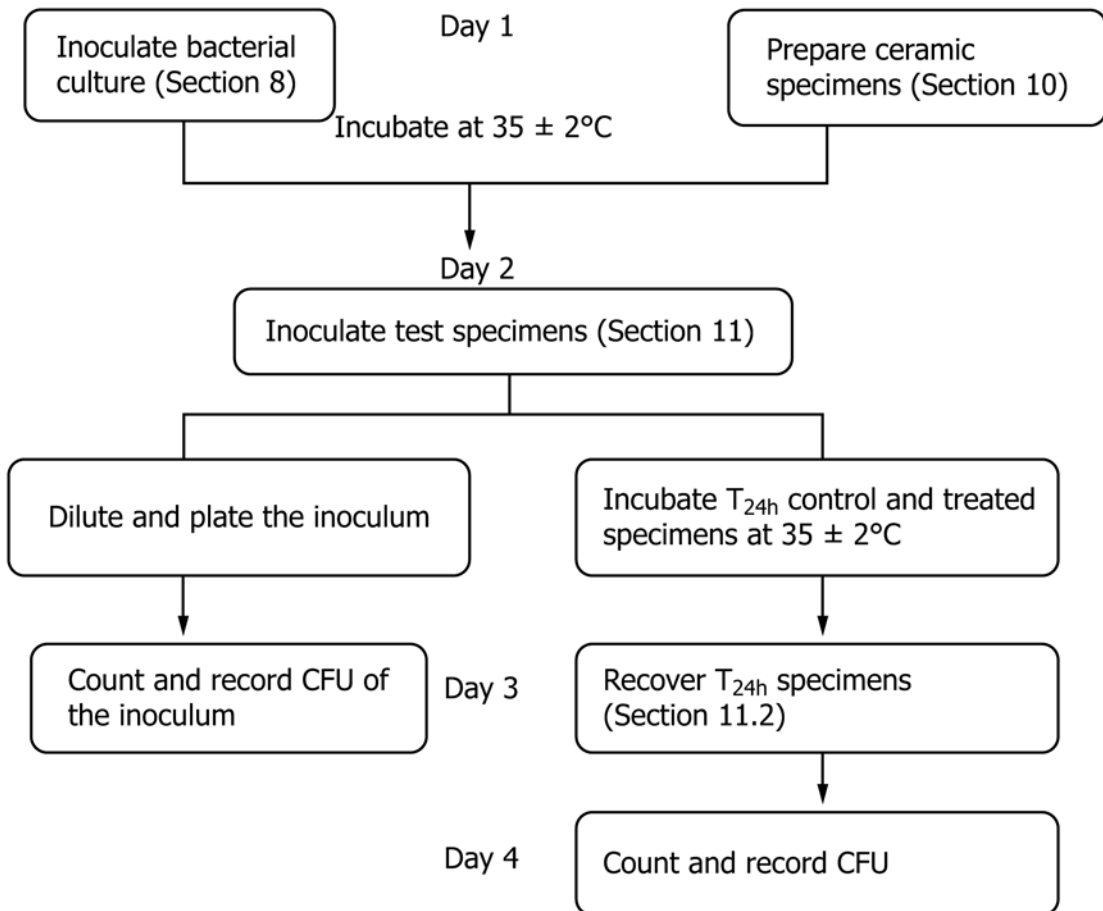 Day 1
Inoculate bacterial
culture (Section 8)
Prepare ceramic
specimens (Section 10)
Incubate at 35 ± 2°C
Day 2
Inoculate test specimens (Section 11)
Dilute and plate the inoculum
Incubate T24h control and treated
specimens at 35 ± 2°C
Count and record CFU of
the inoculum
Day 3
Recover T24h specimens
(Section 11.2)
Day 4
Count and record CFU